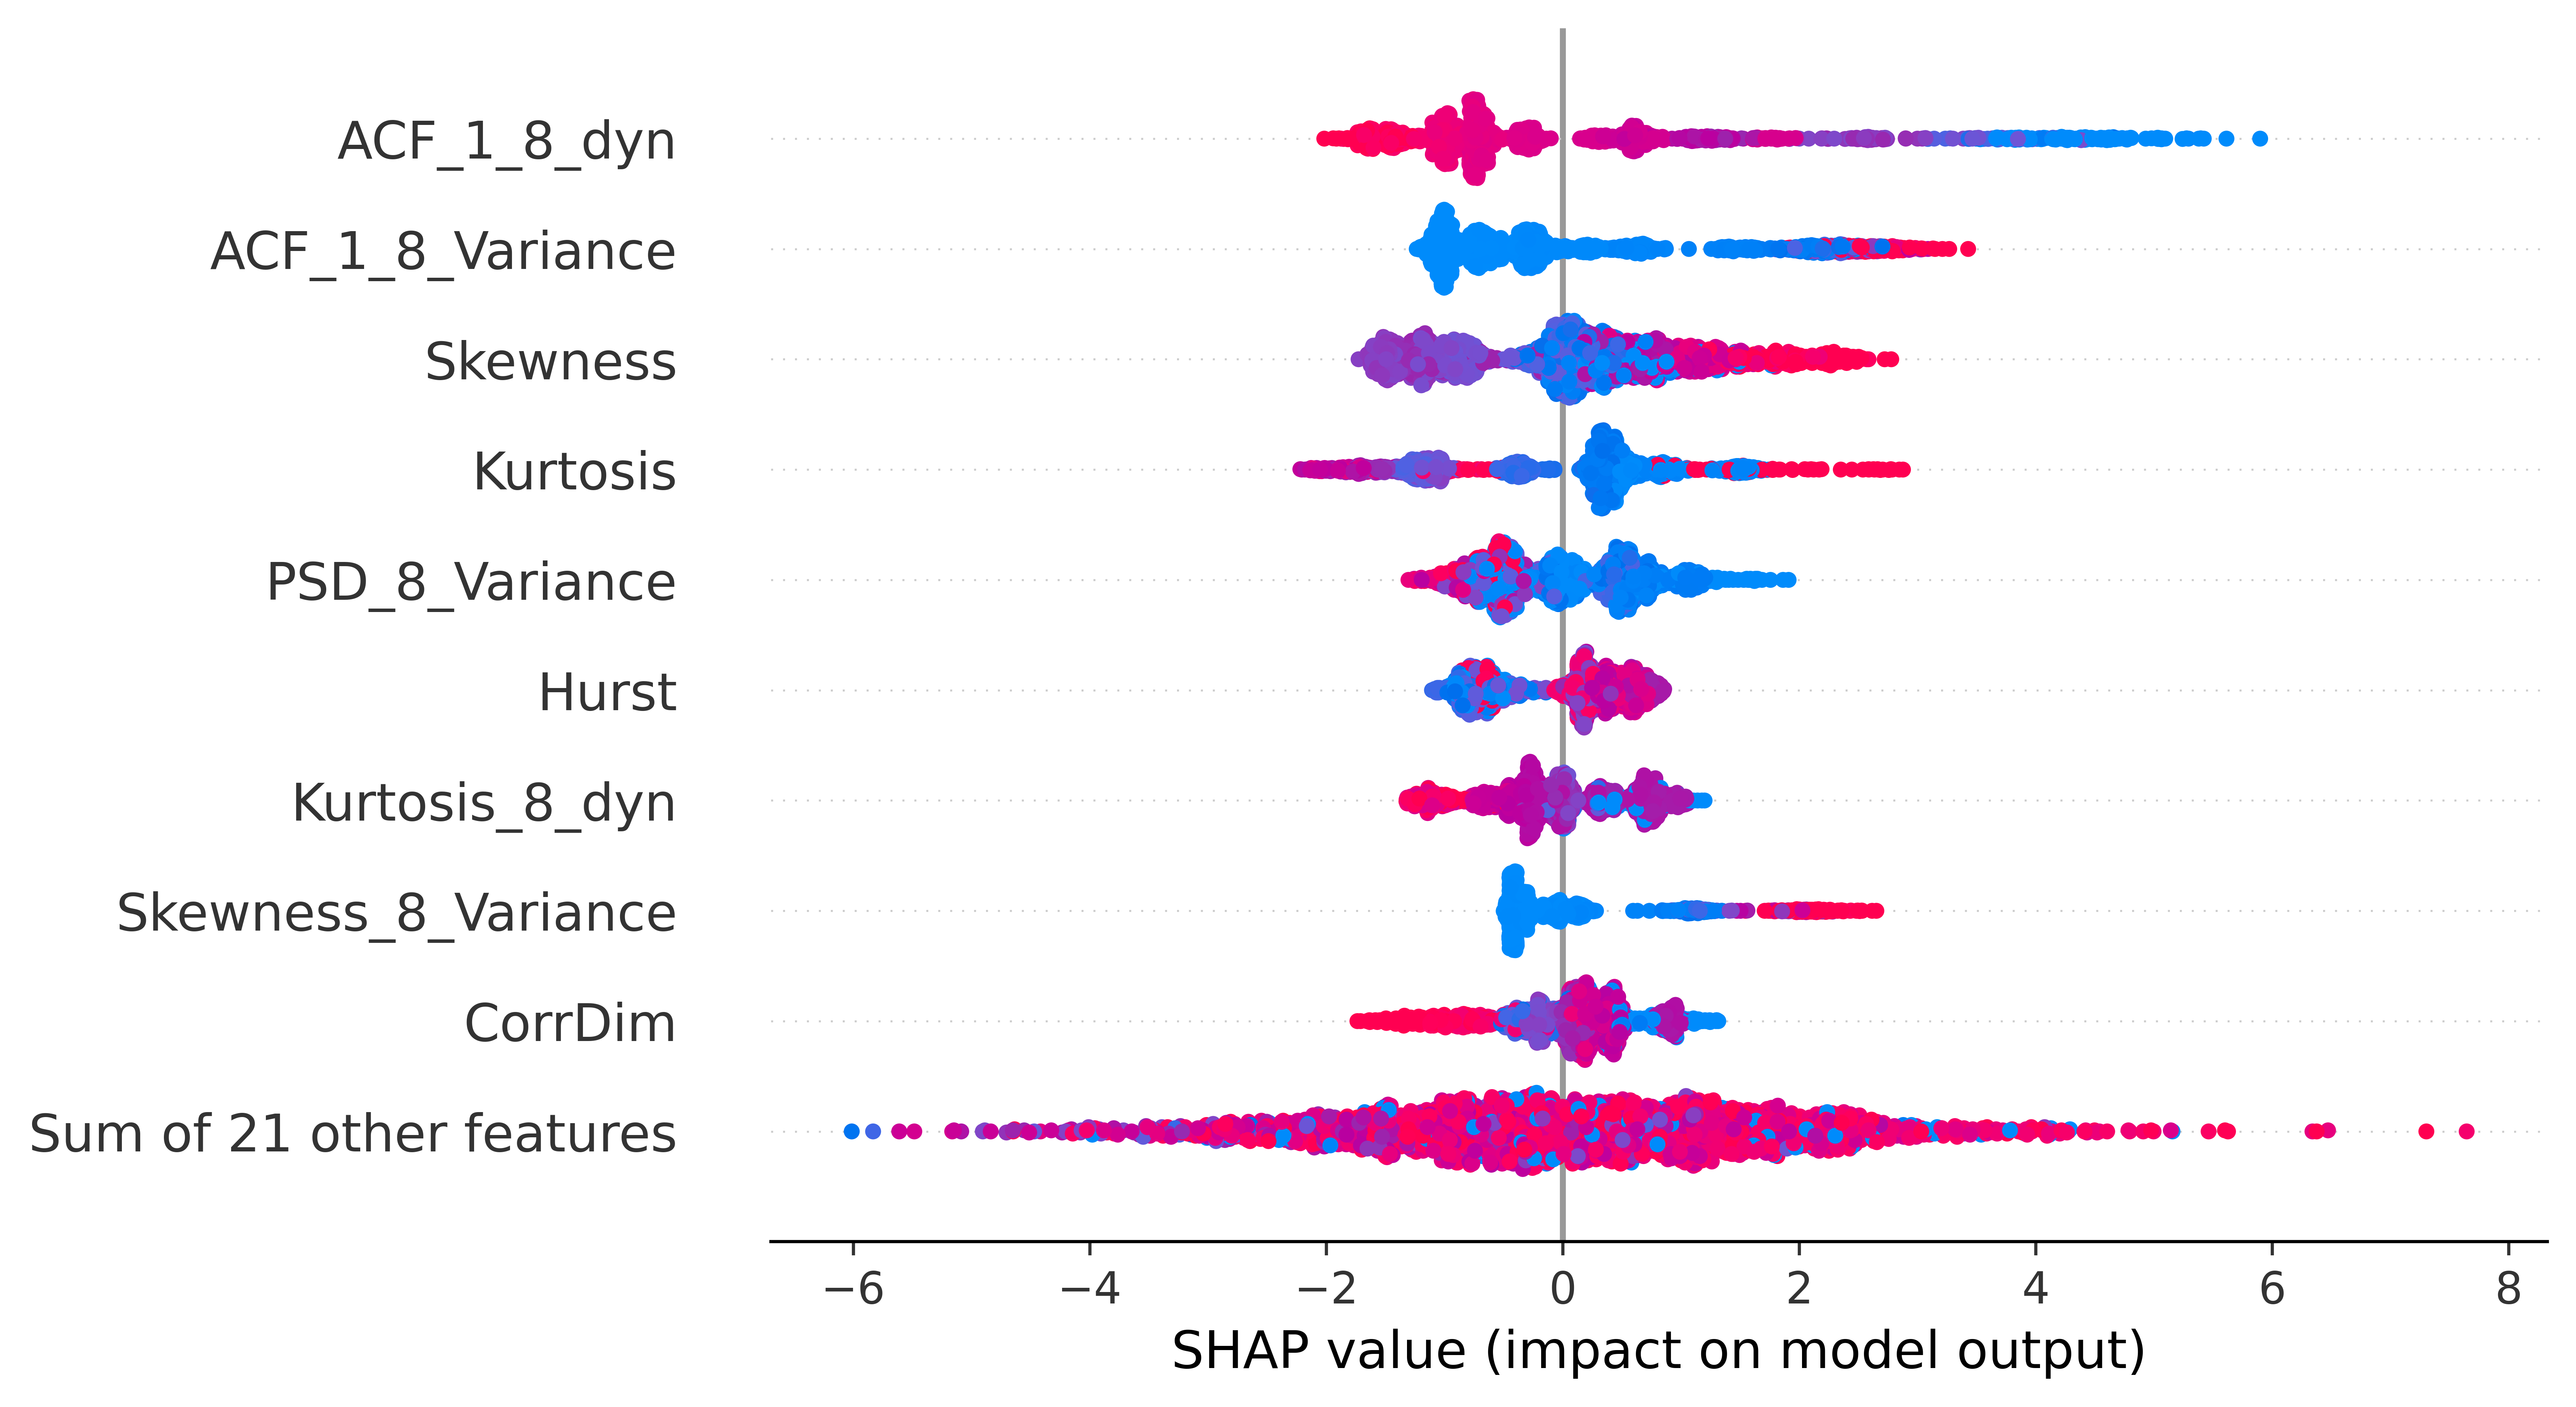 ACF_1_8_dyn
ACF_1_8_Variance
Skewness
Kurtosis
PSD_8_Variance
Hurst
Kurtosis_8_dyn
Skewness_8_Variance
CorrDim
Sum of 21 other features
−6 −4 −2 0 2 4 6 8
SHAP value (impact on model output)